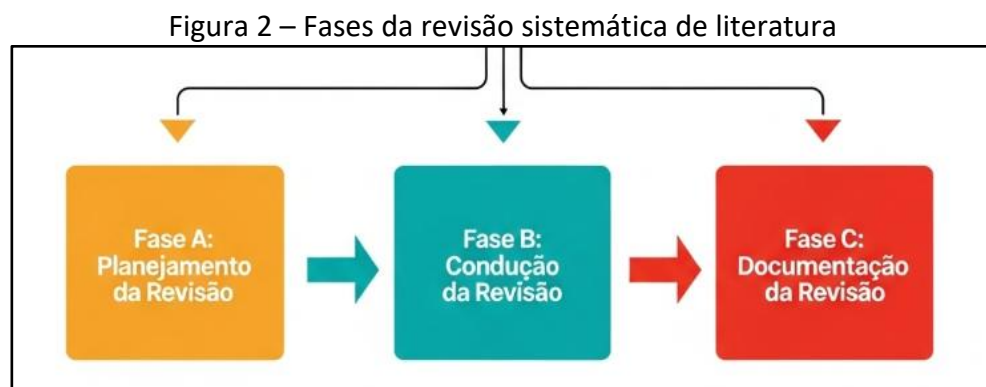 Figura 2 – Fases da revisão sistemática de literatura
Fase A:
Planejamento
da Revisão
Fase B:
Condução
da Revisão
Fase C:
Documentação
da Revisão